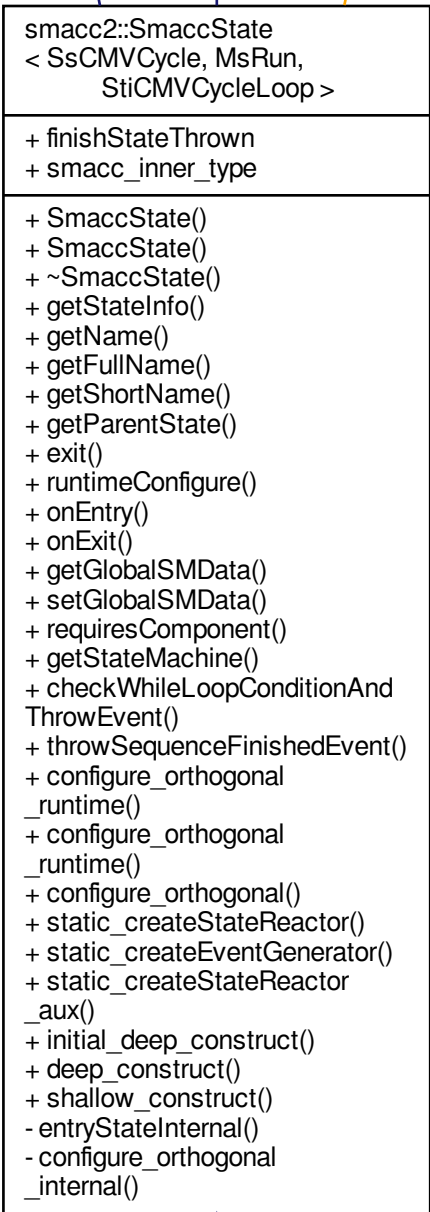 smacc2::SmaccState
< SsCMVCycle, MsRun,
StiCMVCycleLoop >
+ finishStateThrown
+ smacc_inner_type
+ SmaccState()
+ SmaccState()
+ ~SmaccState()
+ getStateInfo()
+ getName()
+ getFullName()
+ getShortName()
+ getParentState()
+ exit()
+ runtimeConfigure()
+ onEntry()
+ onExit()
+ getGlobalSMData()
+ setGlobalSMData()
+ requiresComponent()
+ getStateMachine()
+ checkWhileLoopConditionAnd
ThrowEvent()
+ throwSequenceFinishedEvent()
+ configure_orthogonal
_runtime()
+ configure_orthogonal
_runtime()
+ configure_orthogonal()
+ static_createStateReactor()
+ static_createEventGenerator()
+ static_createStateReactor
_aux()
+ initial_deep_construct()
+ deep_construct()
+ shallow_construct()
- entryStateInternal()
- configure_orthogonal
_internal()